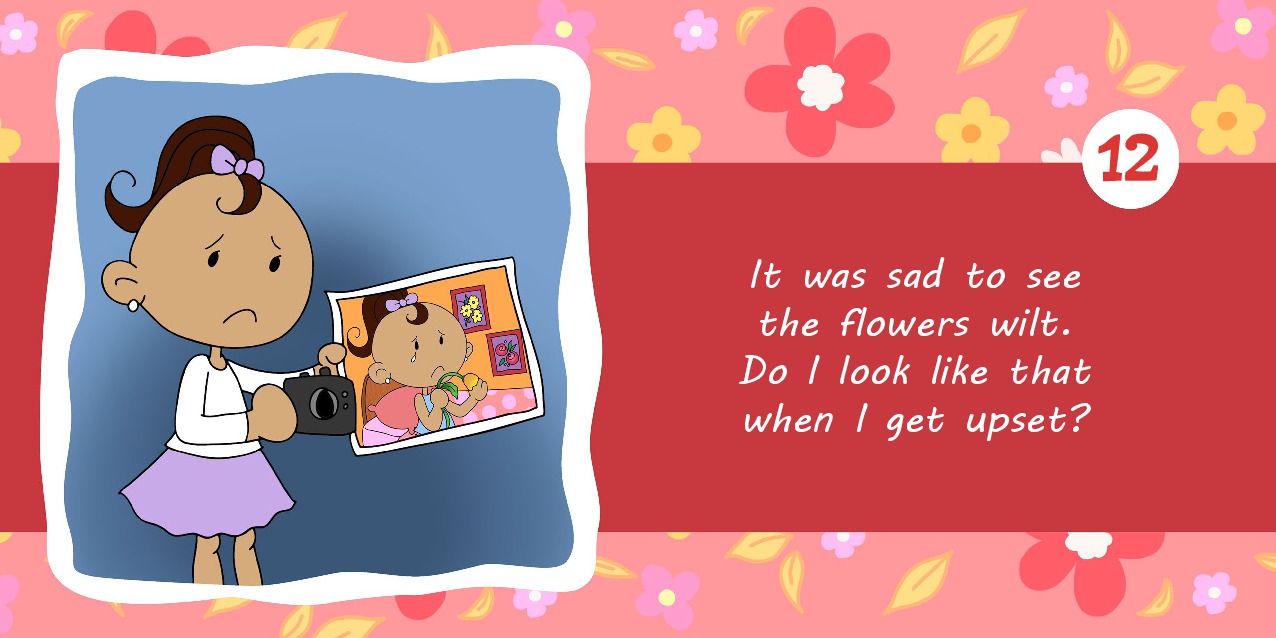 12
It was sad to see
the flowers wilt.
Do I look like that
when I get upset?